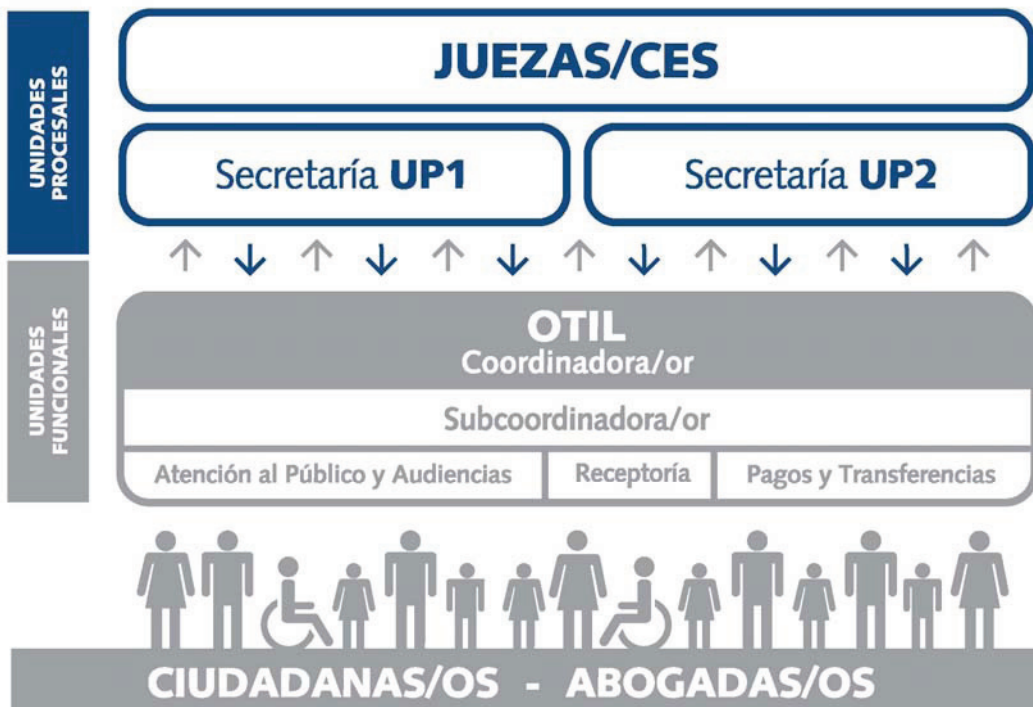 UNIDADES
PROCESALES
JUEZAS/CES
Secretaría UP1
Secretaría UP2
UNIDADES
FUNCIONALES
OTIL
Coordinadora/or
Subcoordinadora/or
Atención al Público y Audiencias
Receptoría
Pagos y Transferencias
CIUDADANAS/OS - ABOGADAS/OS